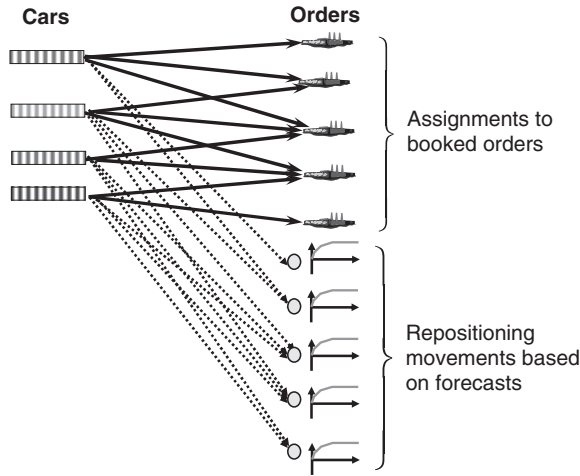 Cars
Orders
Assignments to
booked orders
Repositioning
movements based
on forecasts